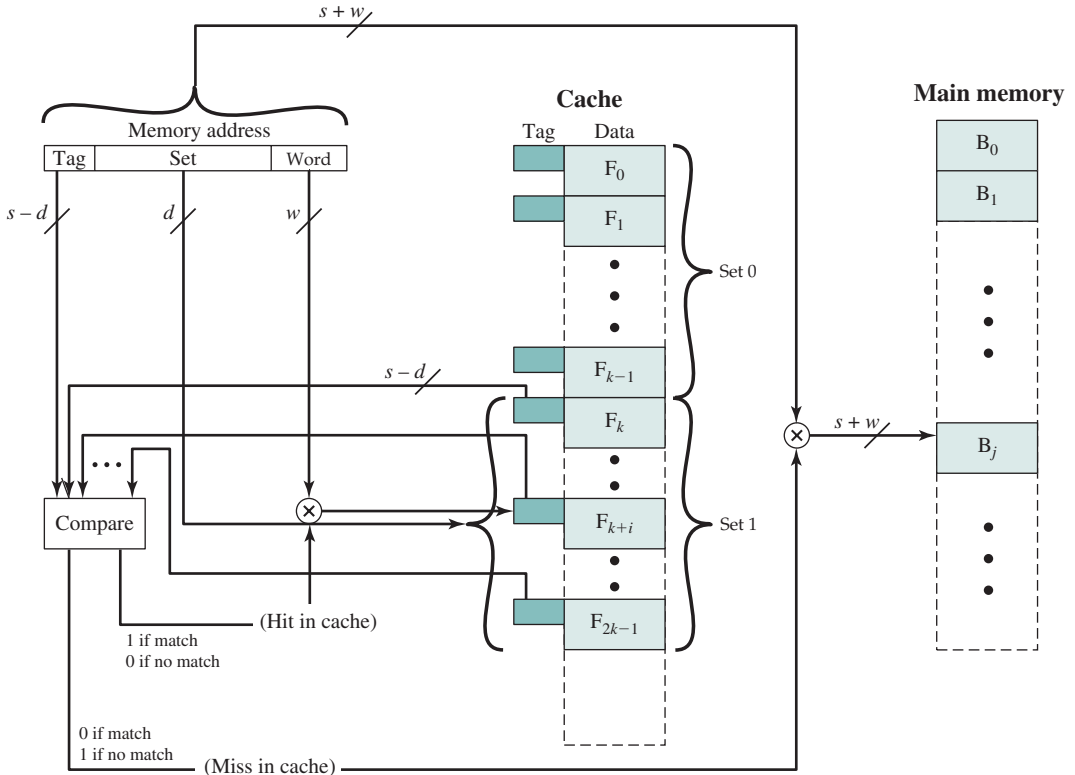 s + w
Cache
Main memory
Memory address
Tag Data
Tag Set Word
F0
F1
B0
B1
s – d
d
w
Set 0
s – d
Fk–1
Fk
s + w
Bj
Compare
Fk+i
Set 1
(Hit in cache)
F2k–1
1 if match
0 if no match
0 if match
1 if no match
(Miss in cache)